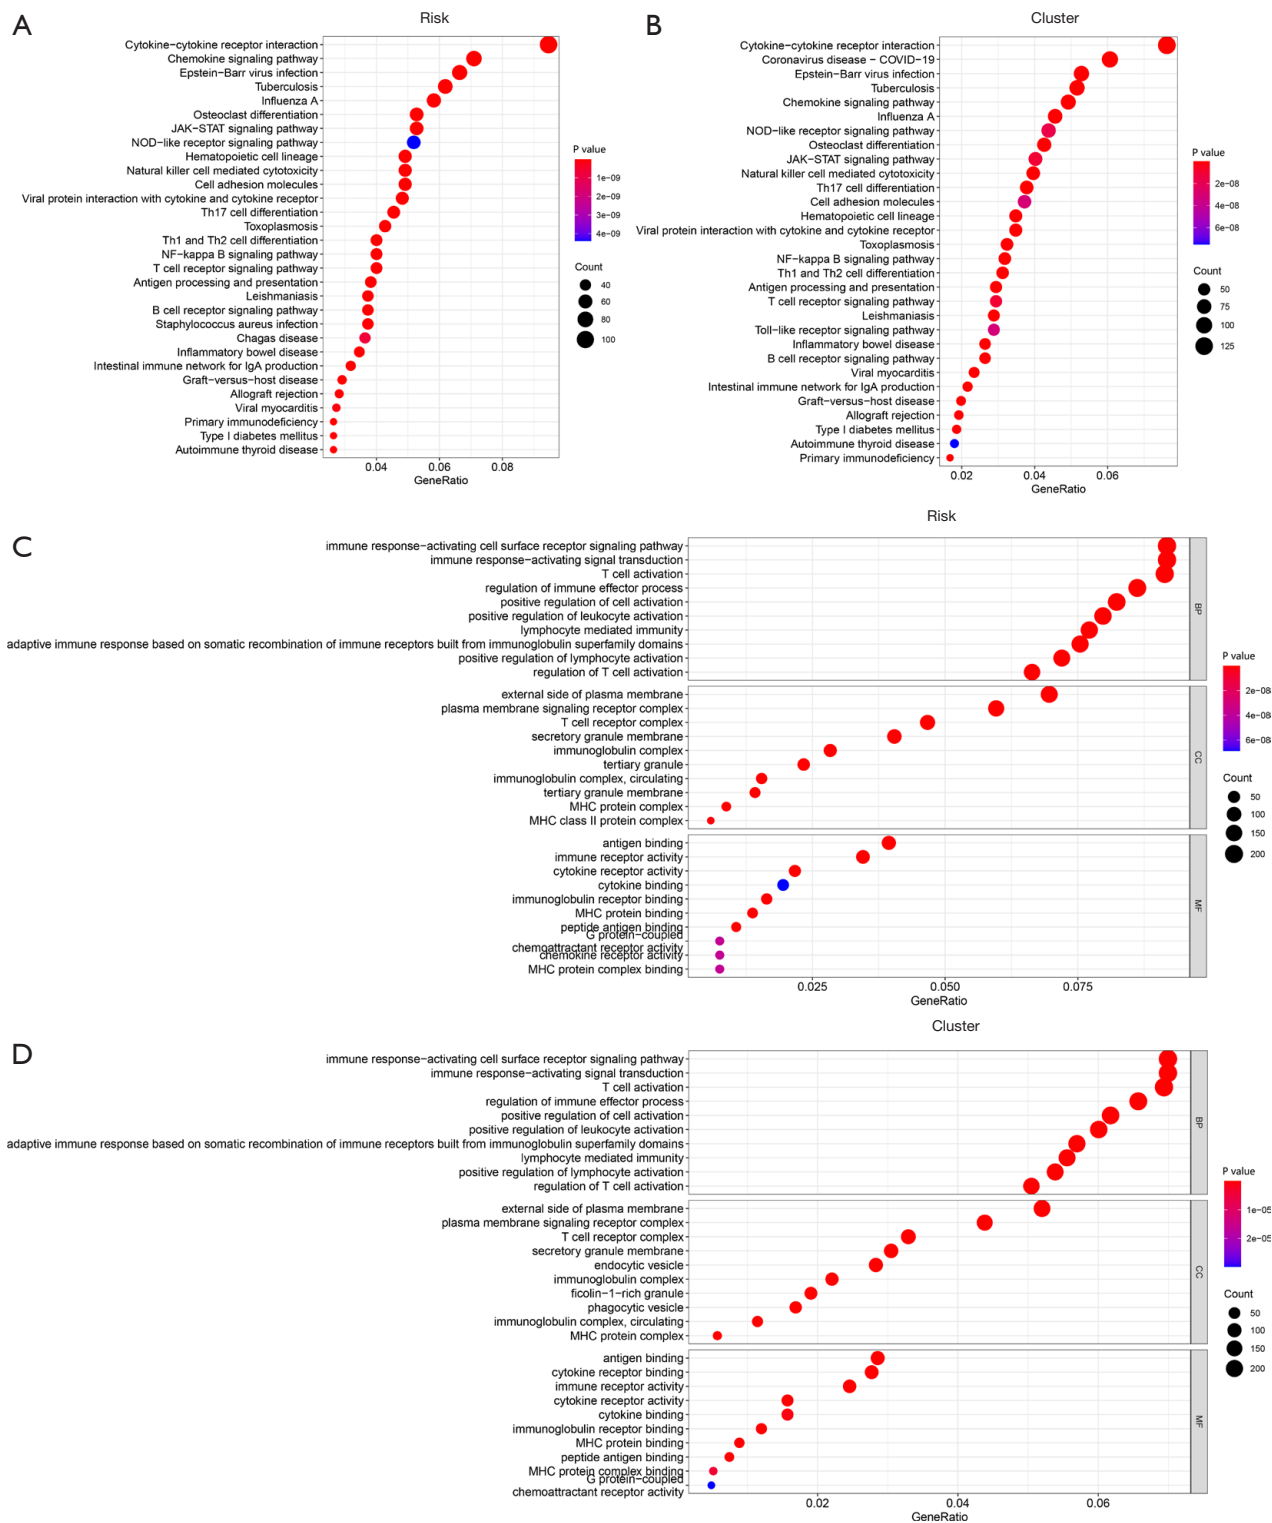 A
Risk
Cytokine−cytokine receptor interaction
Chemokine signaling pathway
Epstein−Barr virus infection
Tuberculosis
Influenza A
Osteoclast differentiation
JAK−STAT signaling pathway
NOD−like receptor signaling pathway
Hematopoietic cell lineage
Natural killer cell mediated cytotoxicity
Cell adhesion molecules
Viral protein interaction with cytokine and cytokine receptor
Th17 cell differentiation
Toxoplasmosis
Th1 and Th2 cell differentiation
NF−kappa B signaling pathway
T cell receptor signaling pathway
Antigen processing and presentation
Leishmaniasis
B cell receptor signaling pathway
Staphylococcus aureus infection
Chagas disease
Inflammatory bowel disease
Intestinal immune network for IgA production
Graft−versus−host disease
Allograft rejection
Viral myocarditis
Primary immunodeficiency
Type I diabetes mellitus
Autoimmune thyroid disease
0.04 0.06 0.08
GeneRatio
P value
1e−09
2e−09
3e−09
4e−09
Count
40
60
80
100
B
Cluster
Cytokine−cytokine receptor interaction
Coronavirus disease − COVID−19
Epstein−Barr virus infection
Tuberculosis
Chemokine signaling pathway
Influenza A
NOD−like receptor signaling pathway
Osteoclast differentiation
JAK−STAT signaling pathway
Natural killer cell mediated cytotoxicity
Th17 cell differentiation
Cell adhesion molecules
Hematopoietic cell lineage
Viral protein interaction with cytokine and cytokine receptor
Toxoplasmosis
NF−kappa B signaling pathway
Th1 and Th2 cell differentiation
Antigen processing and presentation
T cell receptor signaling pathway
Leishmaniasis
Toll−like receptor signaling pathway
Inflammatory bowel disease
B cell receptor signaling pathway
Viral myocarditis
Intestinal immune network for IgA production
Graft−versus−host disease
Allograft rejection
Type I diabetes mellitus
Autoimmune thyroid disease
Primary immunodeficiency
0.02 0.04 0.06
GeneRatio
P value
2e−08
4e−08
6e−08
Count
50
75
100
125
C
Risk
immune response−activating cell surface receptor signaling pathway
immune response−activating signal transduction
T cell activation
regulation of immune effector process
positive regulation of cell activation
positive regulation of leukocyte activation
lymphocyte mediated immunity
adaptive immune response based on somatic recombination of immune receptors built from immunoglobulin superfamily domains
positive regulation of lymphocyte activation
regulation of T cell activation
BP
external side of plasma membrane
plasma membrane signaling receptor complex
T cell receptor complex
secretory granule membrane
immunoglobulin complex
tertiary granule
immunoglobulin complex, circulating
tertiary granule membrane
MHC protein complex
MHC class II protein complex
CC
antigen binding
immune receptor activity
cytokine receptor activity
cytokine binding
immunoglobulin receptor binding
MHC protein binding
peptide antigen binding
G protein−coupled
chemoattractant receptor activity
chemokine receptor activity
MHC protein complex binding
MF
0.025 0.050 0.075
GeneRatio
P value
2e−08
4e−08
6e−08
Count
50
100
150
200
D
Cluster
immune response−activating cell surface receptor signaling pathway
immune response−activating signal transduction
T cell activation
regulation of immune effector process
positive regulation of cell activation
positive regulation of leukocyte activation
adaptive immune response based on somatic recombination of immune receptors built from immunoglobulin superfamily domains
lymphocyte mediated immunity
positive regulation of lymphocyte activation
regulation of T cell activation
BP
external side of plasma membrane
plasma membrane signaling receptor complex
T cell receptor complex
secretory granule membrane
endocytic vesicle
immunoglobulin complex
ficolin−1−rich granule
phagocytic vesicle
immunoglobulin complex, circulating
MHC protein complex
CC
antigen binding
cytokine receptor binding
immune receptor activity
cytokine receptor activity
cytokine binding
immunoglobulin receptor binding
MHC protein binding
peptide antigen binding
MHC protein complex binding
G protein−coupled
chemoattractant receptor activity
MF
0.02 0.04 0.06
GeneRatio
P value
1e−05
2e−05
Count
50
100
150
200